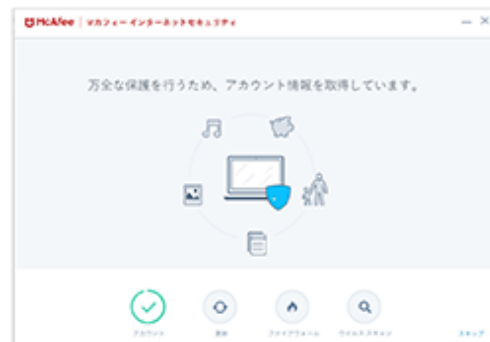 McAfee | マカフィー インターネットセキュリティ
万全な保護を行うため、アカウント情報を取得しています。
アカウント
更新
ファイアウォール
ウイルス スキャン
スキップ